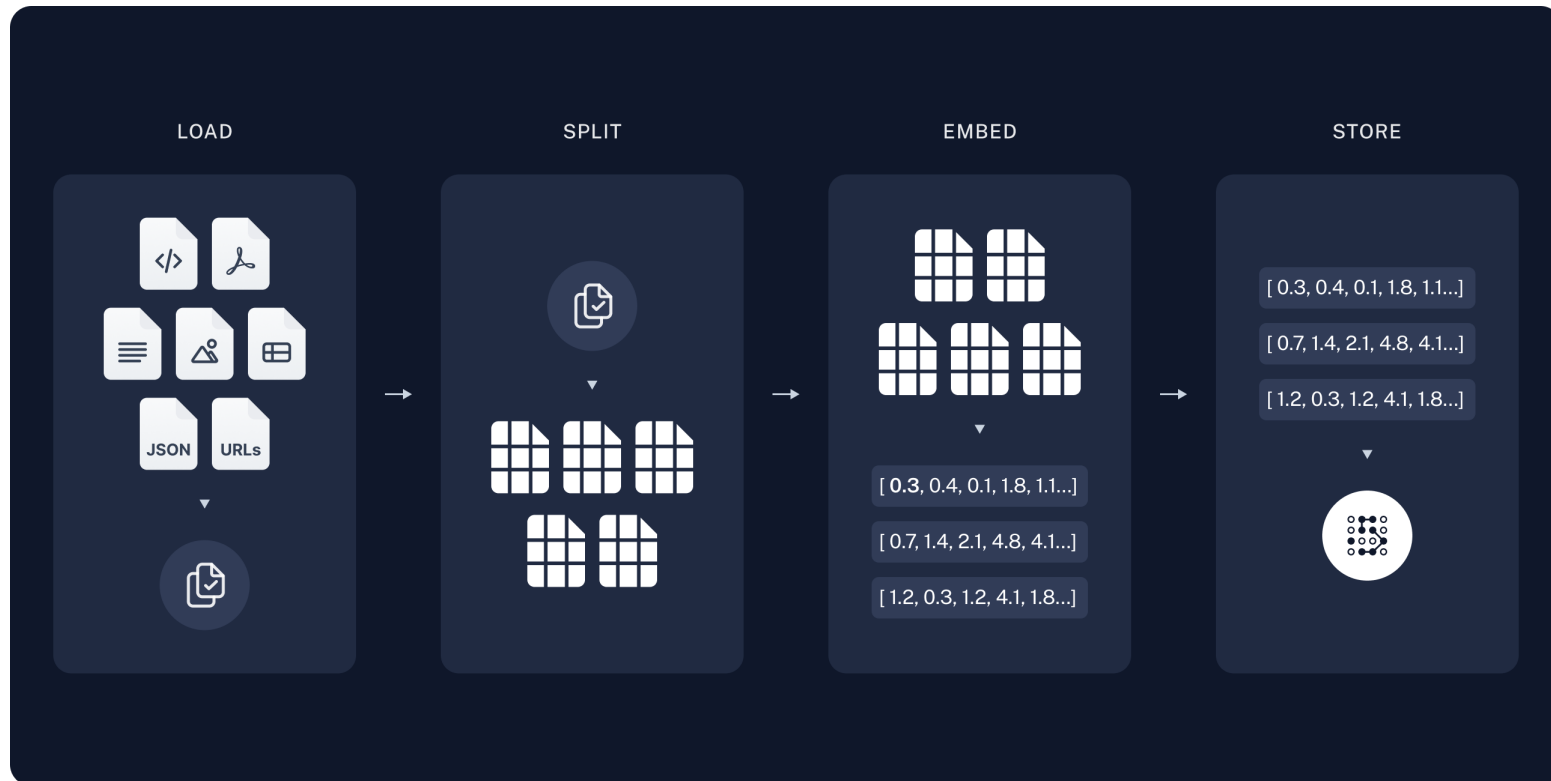 LOAD
SPLIT
EMBED
STORE
</>
JSON
URLs
[ 0.3, 0.4, 0.1, 1.8, 1.1...]
[ 0.7, 1.4, 2.1, 4.8, 4.1...]
[ 1.2, 0.3, 1.2, 4.1, 1.8...]
[ 0.3, 0.4, 0.1, 1.8, 1.1...]
[ 0.7, 1.4, 2.1, 4.8, 4.1...]
[ 1.2, 0.3, 1.2, 4.1, 1.8...]